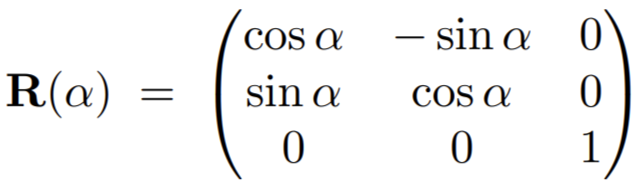 cos α − sin α 0
R(α) = sin α cos α 0
0 0 1